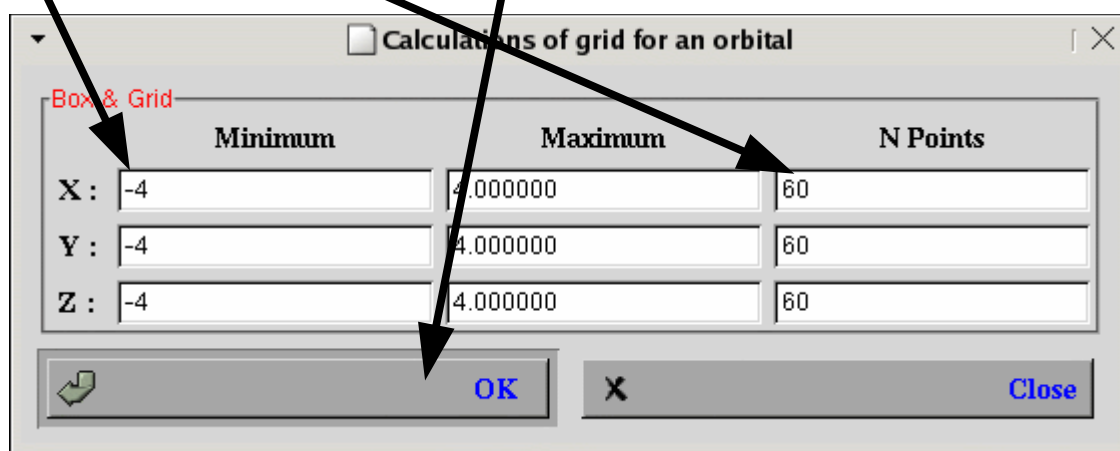 Calculations of grid for an orbital
Box & Grid
Minimum Maximum N Points
X : -4 4.000000 60
Y : -4 4.000000 60
Z : -4 4.000000 60
OK Close